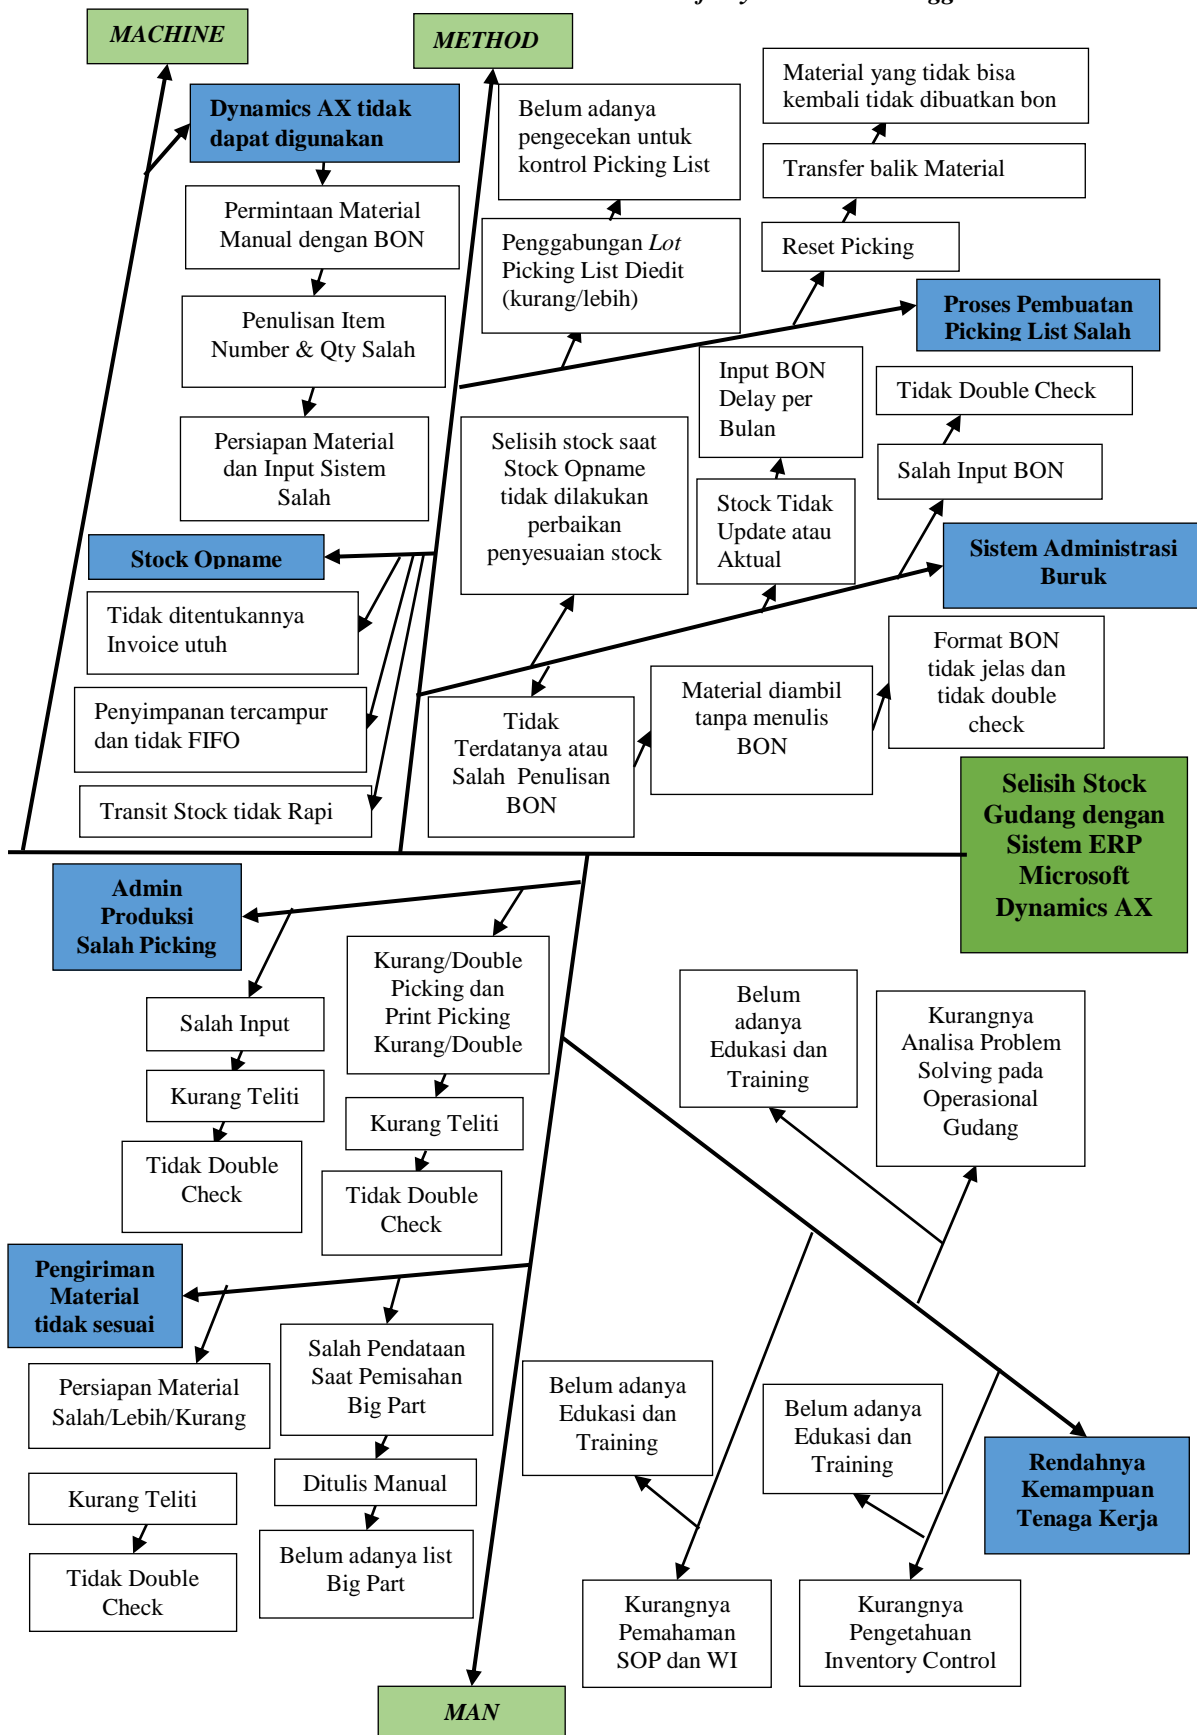 MACHINE
METHOD
Dynamics AX tidak
dapat digunakan
Permintaan Material
Manual dengan BON
Penulisan Item
Number & Qty Salah
Persiapan Material
dan Input Sistem
Salah
Belum adanya
pengecekan untuk
kontrol Picking List
Penggabungan Lot
Picking List Diedit
(kurang/lebih)
Material yang tidak bisa
kembali tidak dibuatkan bon
Transfer balik Material
Reset Picking
Proses Pembuatan
Picking List Salah
Input BON
Delay per
Bulan
Tidak Double Check
Selisih stock saat
Stock Opname
tidak dilakukan
perbaikan
penyesuaian stock
Stock Tidak
Update atau
Aktual
Salah Input BON
Sistem Administrasi
Buruk
Stock Opname
Tidak ditentukannya
Invoice utuh
Penyimpanan tercampur
dan tidak FIFO
Transit Stock tidak Rapi
Tidak
Terdatanya atau
Salah Penulisan
BON
Material diambil
tanpa menulis
BON
Format BON
tidak jelas dan
tidak double
check
Selisih Stock
Gudang dengan
Sistem ERP
Microsoft
Dynamics AX
Admin
Produksi
Salah Picking
Salah Input
Kurang Teliti
Tidak Double
Check
Kurang/Double
Picking dan
Print Picking
Kurang/Double
Kurang Teliti
Tidak Double
Check
Belum
adanya
Edukasi dan
Training
Kurangnya
Analisa Problem
Solving pada
Operasional
Gudang
Pengiriman
Material
tidak sesuai
Persiapan Material
Salah/Lebih/Kurang
Kurang Teliti
Tidak Double
Check
Salah Pendataan
Saat Pemisahan
Big Part
Ditulis Manual
Belum adanya list
Big Part
Belum adanya
Edukasi dan
Training
Belum adanya
Edukasi dan
Training
Rendahnya
Kemampuan
Tenaga Kerja
Kurangnya
Pemahaman
SOP dan WI
Kurangnya
Pengetahuan
Inventory Control
MAN